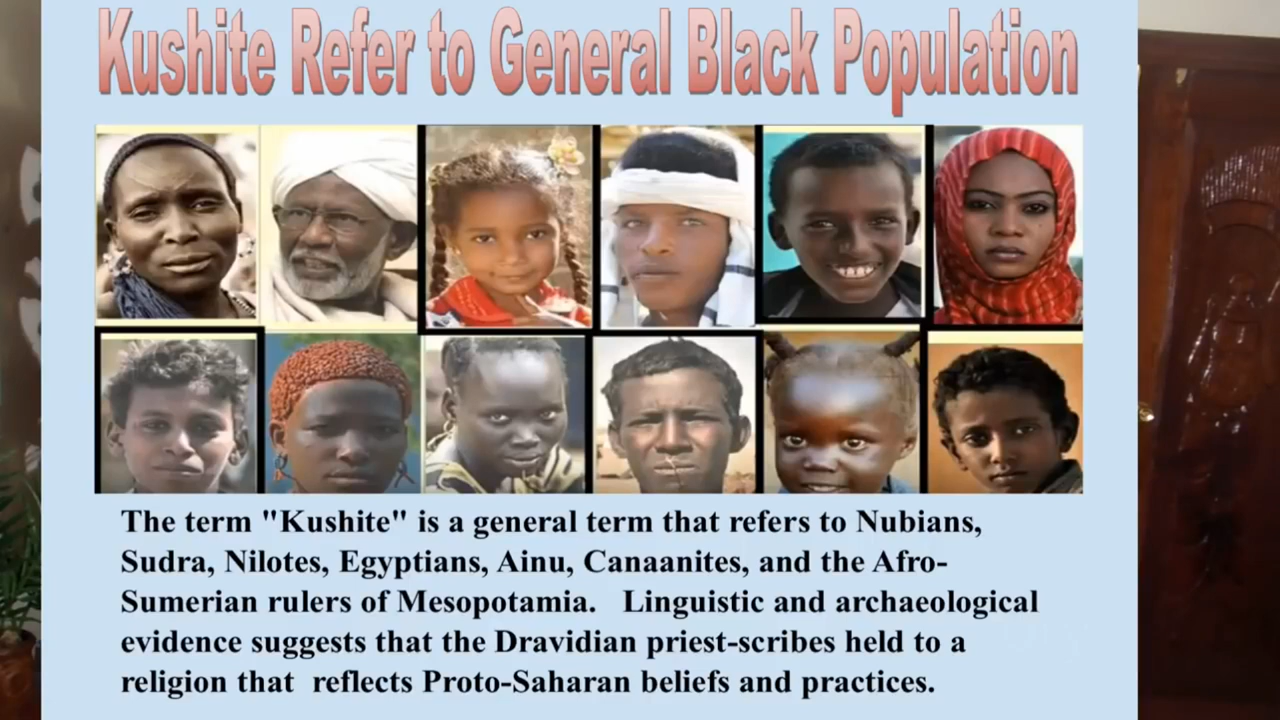 Kushite Refer to General Black Population
The term "Kushite" is a general term that refers to Nubians,
Sudra, Nilotes, Egyptians, Ainu, Canaanites, and the Afro-
Sumerian rulers of Mesopotamia. Linguistic and archaeological
evidence suggests that the Dravidian priest-scribes held to a
religion that reflects Proto-Saharan beliefs and practices.